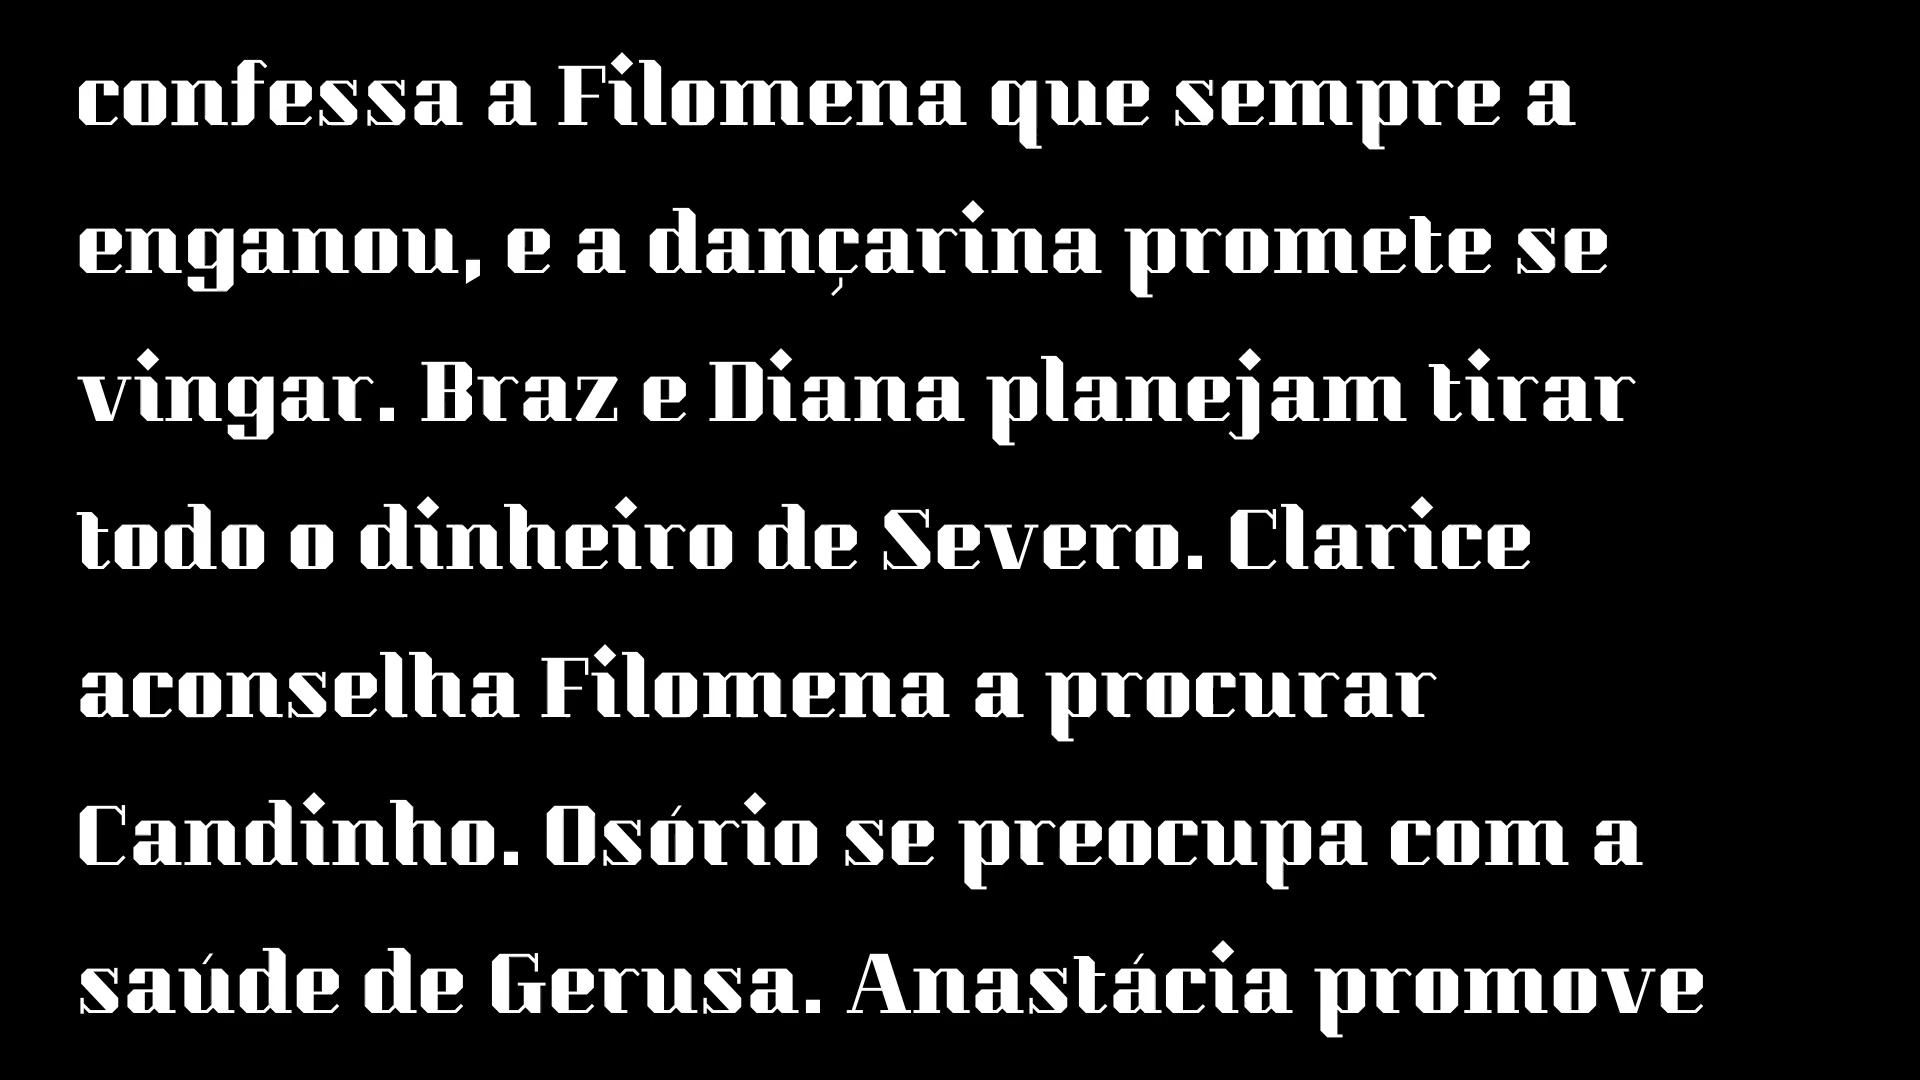 confessa a Filomena que sempre a
enganou, e a dançarina promete se
vingar. Braz e Diana planejam tirar
todo o dinheiro de Severo. Clarice
aconselha Filomena a procurar
Candinho. Osório se preocupa com a
saúde de Gerusa. Anastácia promove